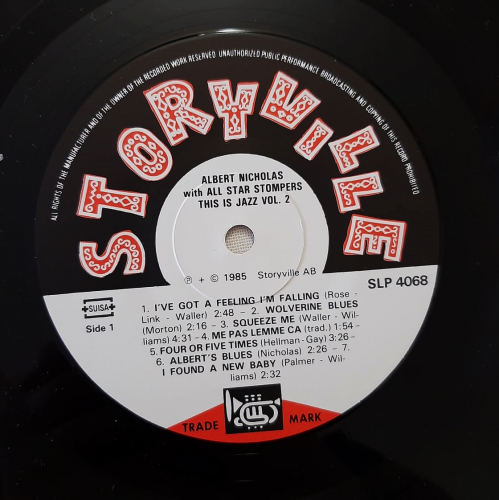 ALL RIGHTS OF THE MANUFACTURER AND OF THE OWNER OF THE RECORDED WORK RESERVED. UNAUTHORIZED PUBLIC PERFORMANCE, BROADCASTING AND COPYING OF THIS RECORD PROHIBITED
STORYVILLE
ALBERT NICHOLAS
with ALL STAR STOMPERS
THIS IS JAZZ VOL. 2
℗ + © 1985 Storyville AB
SUISA
SLP 4068
Side 1
1. I'VE GOT A FEELING I'M FALLING (Rose -
Link - Waller) 2:48 – 2. WOLVERINE BLUES
(Morton) 2:16 – 3. SQUEEZE ME (Waller - Wil-
liams) 4:31 – 4. ME PAS LEMME CA (trad.) 1:54 –
5. FOUR OR FIVE TIMES (Hellman - Gay) 3:26 –
6. ALBERT'S BLUES (Nicholas) 2:26 – 7.
I FOUND A NEW BABY (Palmer - Wil-
liams) 2:32
TRADE MARK